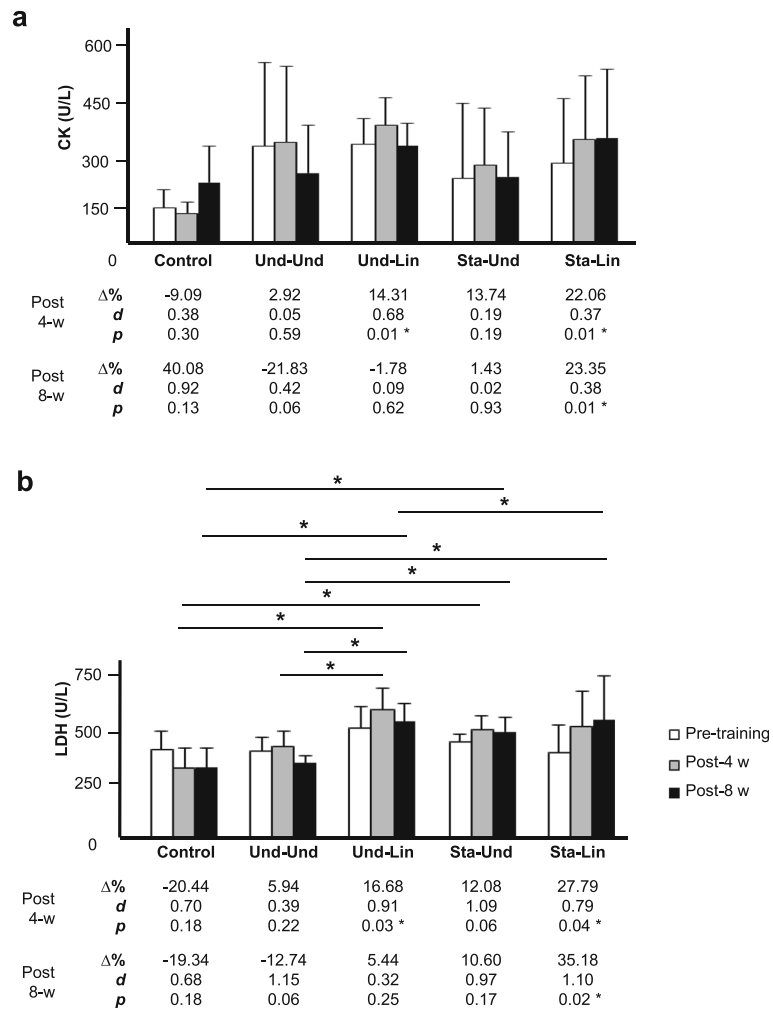 a
600
450
300
150
0
CK (U/L)
Control Und-Und Und-Lin Sta-Und Sta-Lin
Post 4-w
Δ% -9.09 2.92 14.31 13.74 22.06
d 0.38 0.05 0.68 0.19 0.37
p 0.30 0.59 0.01 * 0.19 0.01 *
Post 8-w
Δ% 40.08 -21.83 -1.78 1.43 23.35
d 0.92 0.42 0.09 0.02 0.38
p 0.13 0.06 0.62 0.93 0.01 *
b
*
*
*
*
*
*
*
*
*
750
500
250
0
LDH (U/L)
Pre-training
Post-4 w
Post-8 w
Control Und-Und Und-Lin Sta-Und Sta-Lin
Post 4-w
Δ% -20.44 5.94 16.68 12.08 27.79
d 0.70 0.39 0.91 1.09 0.79
p 0.18 0.22 0.03 * 0.06 0.04 *
Post 8-w
Δ% -19.34 -12.74 5.44 10.60 35.18
d 0.68 1.15 0.32 0.97 1.10
p 0.18 0.06 0.25 0.17 0.02 *